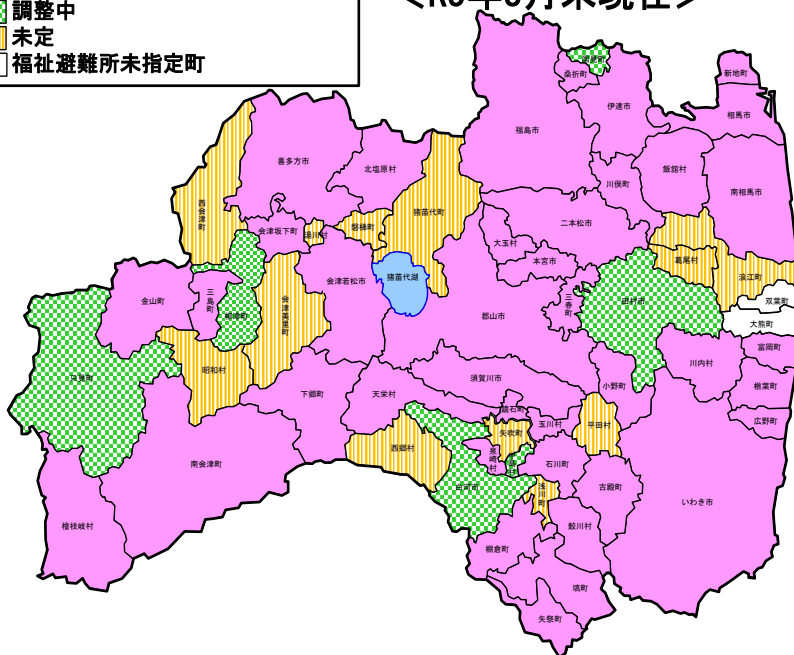 調整中
未定
福祉避難所未指定町
新地町
桑折町
相馬市
伊達市
福島市
喜多方市
北塩原村
飯舘村
川俣町
南相馬市
西会津町
猪苗代町
二本松市
磐梯町
会津坂下町
湯川村
大玉村
本宮市
葛尾村
浪江町
会津若松市
猪苗代湖
三島町
金山町
柳津町
会津美里町
三春町
田村市
双葉町
郡山市
大熊町
富岡町
川内村
昭和村
只見町
須賀川市
小野町
楢葉町
下郷町
天栄村
鏡石町
玉川村
平田村
広野町
矢吹町
西郷村
泉崎村
石川町
南会津町
白河市
浅川町
古殿町
いわき市
檜枝岐村
鮫川村
棚倉町
塙町
矢祭町